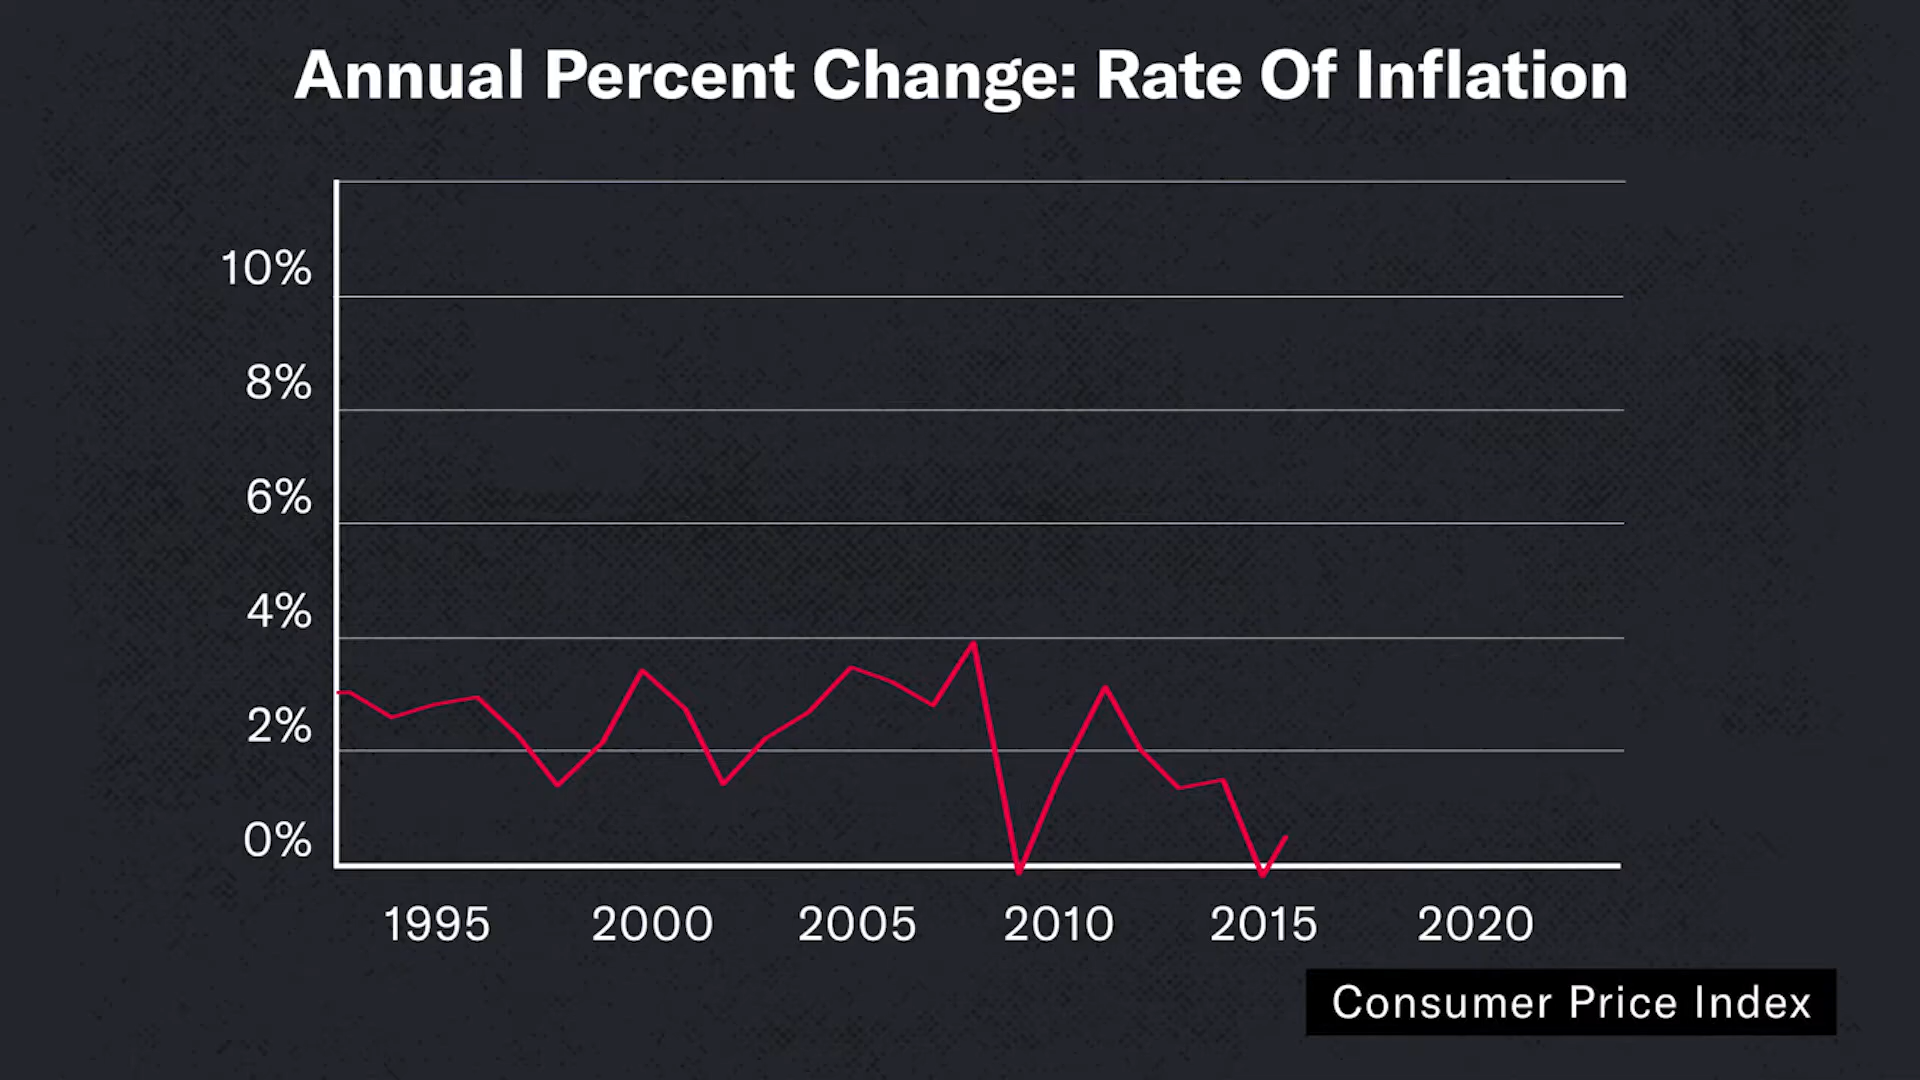 Annual Percent Change: Rate Of Inflation
10%
8%
6%
4%
2%
0%
1995 2000 2005 2010 2015 2020
Consumer Price Index